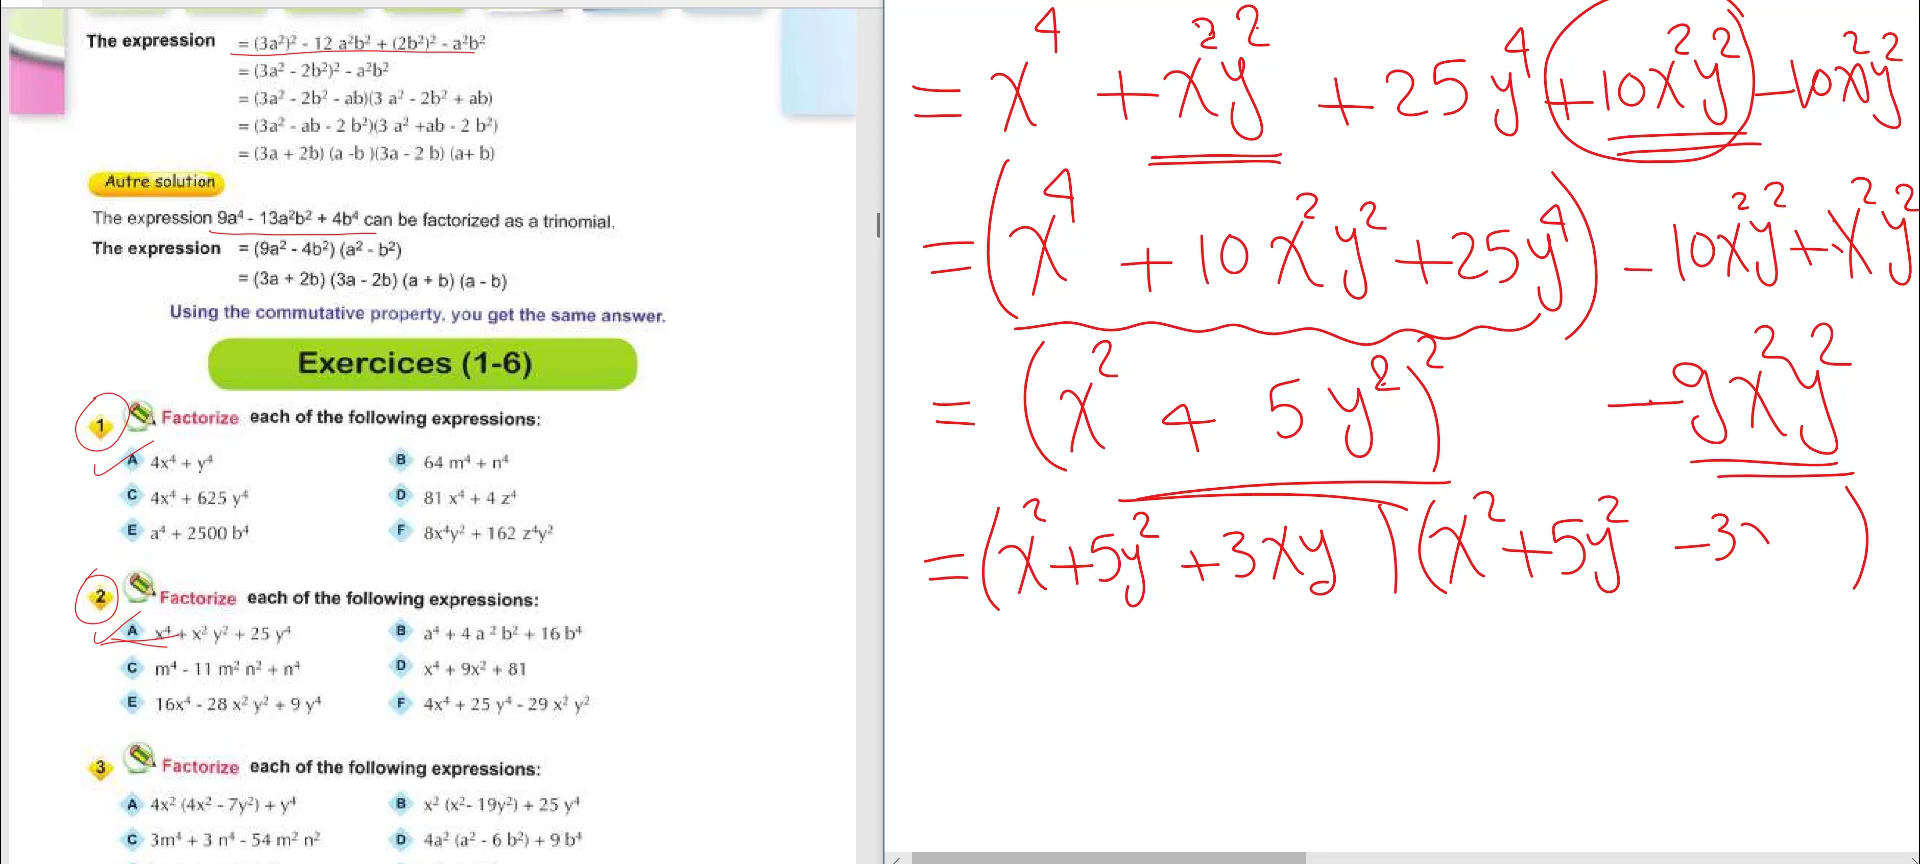 The expression = (3a²)² - 12 a²b² + (2b²)² - a²b²
= (3a² - 2b²)² - a²b²
= (3a² - 2b² - ab)(3 a² - 2b² + ab)
= (3a² - ab - 2 b²)(3 a² +ab - 2 b²)
= (3a + 2b) (a -b )(3a - 2 b) (a+ b)
Autre solution
The expression 9a⁴ - 13a²b² + 4b⁴ can be factorized as a trinomial.
The expression = (9a² - 4b²) (a² - b²)
= (3a + 2b) (3a - 2b) (a + b) (a - b)
Using the commutative property, you get the same answer.
Exercices (1-6)
1 Factorize each of the following expressions:
A 4x⁴ + y⁴
B 64 m⁴ + n⁴
C 4x⁴ + 625 y⁴
D 81 x⁴ + 4 z⁴
E a⁴ + 2500 b⁴
F 8x⁴y² + 162 z⁴y²
2 Factorize each of the following expressions:
A x⁴ + x² y² + 25 y⁴
B a⁴ + 4 a ² b² + 16 b⁴
C m⁴ - 11 m² n² + n⁴
D x⁴ + 9x² + 81
E 16x⁴ - 28 x² y² + 9 y⁴
F 4x⁴ + 25 y⁴ - 29 x² y²
3 Factorize each of the following expressions:
A 4x² (4x² - 7y²) + y⁴
B x² (x²- 19y²) + 25 y⁴
C 3m⁴ + 3 n⁴ - 54 m² n²
D 4a² (a² - 6 b²) + 9 b⁴
= x⁴ + x²y² + 25 y⁴ + 10x²y² - 10x²y²
= (x⁴ + 10 x²y² + 25y⁴) - 10x²y² + x²y²
= (x² + 5 y²)² - 9x²y²
= (x² + 5y² + 3xy) (x² + 5y² - 3x )